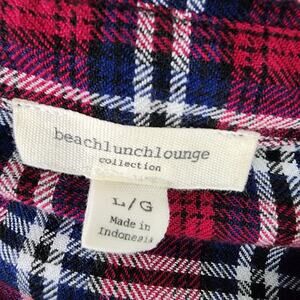 beachlunchlounge
collection
L/G
Made in
Indonesia